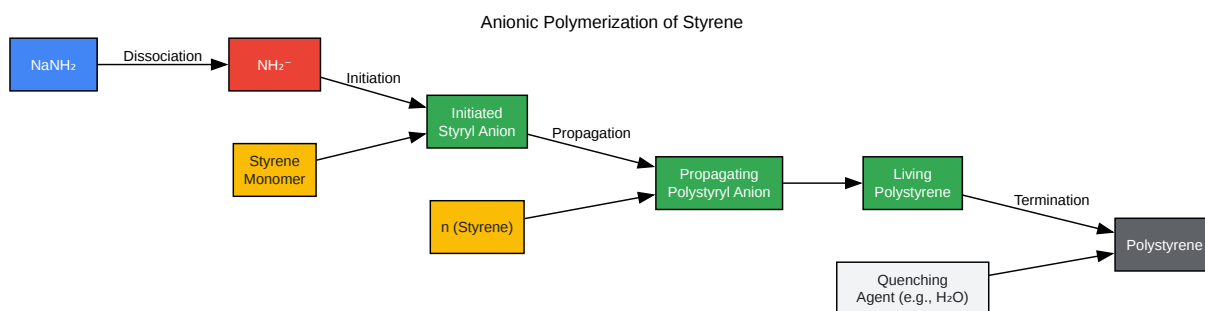 Anionic Polymerization of Styrene
NaNH₂
Dissociation
NH₂⁻
Initiation
Styrene
Monomer
Initiated
Styryl Anion
Propagation
n (Styrene)
Propagating
Polystyryl Anion
Living
Polystyrene
Termination
Quenching
Agent (e.g., H₂O)
Polystyrene